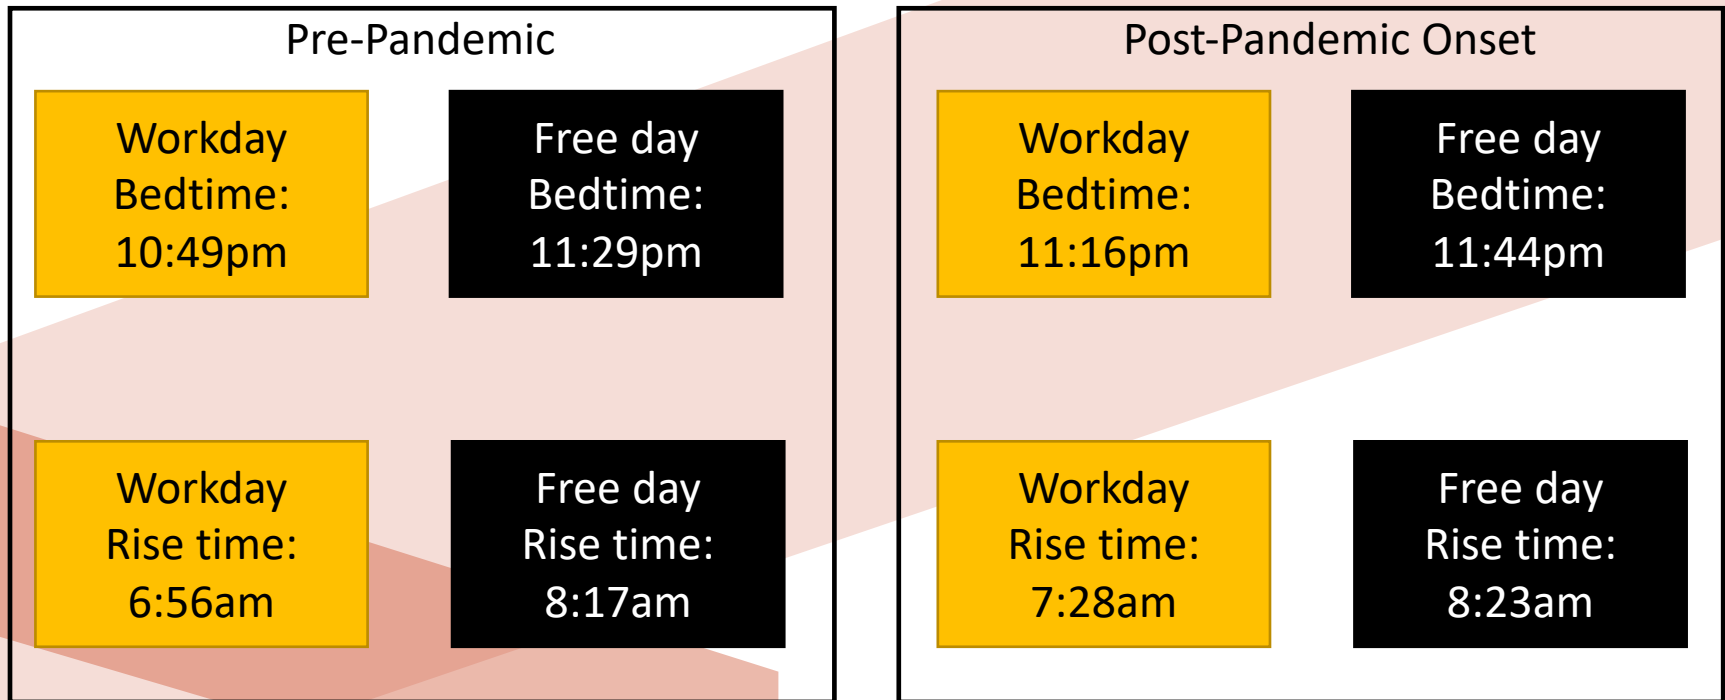 Pre-Pandemic
Workday
Bedtime:
10:49pm
Free day
Bedtime:
11:29pm
Workday
Rise time:
6:56am
Free day
Rise time:
8:17am
Post-Pandemic Onset
Workday
Bedtime:
11:16pm
Free day
Bedtime:
11:44pm
Workday
Rise time:
7:28am
Free day
Rise time:
8:23am